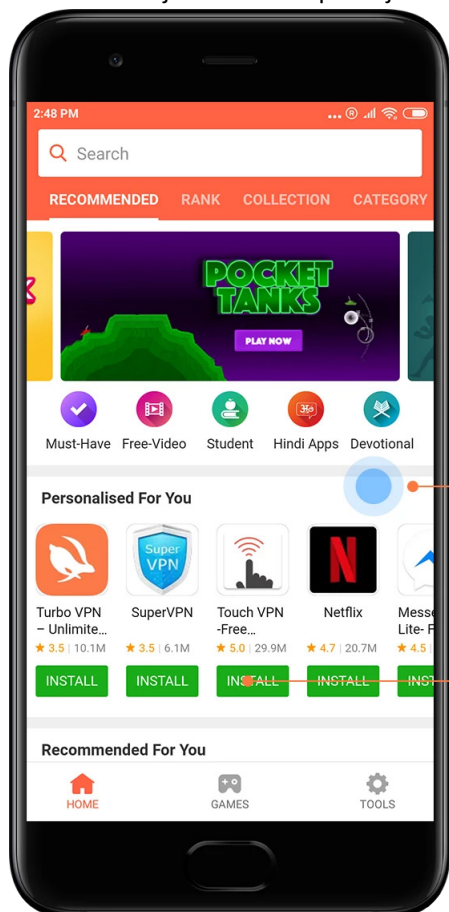 2:48 PM
Search
RECOMMENDED RANK COLLECTION CATEGORY
POCKET
TANKS
PLAY NOW
Must-Have Free-Video Student Hindi Apps Devotional
Personalised For You
Super
VPN
N
Turbo VPN
– Unlimite...
★ 3.5 | 10.1M
INSTALL
SuperVPN
★ 3.5 | 6.1M
INSTALL
Touch VPN
-Free...
★ 5.0 | 29.9M
INSTALL
Netflix
★ 4.7 | 20.7M
INSTALL
Messe
Lite- F
★ 4.5 |
INST
Recommended For You
HOME GAMES TOOLS